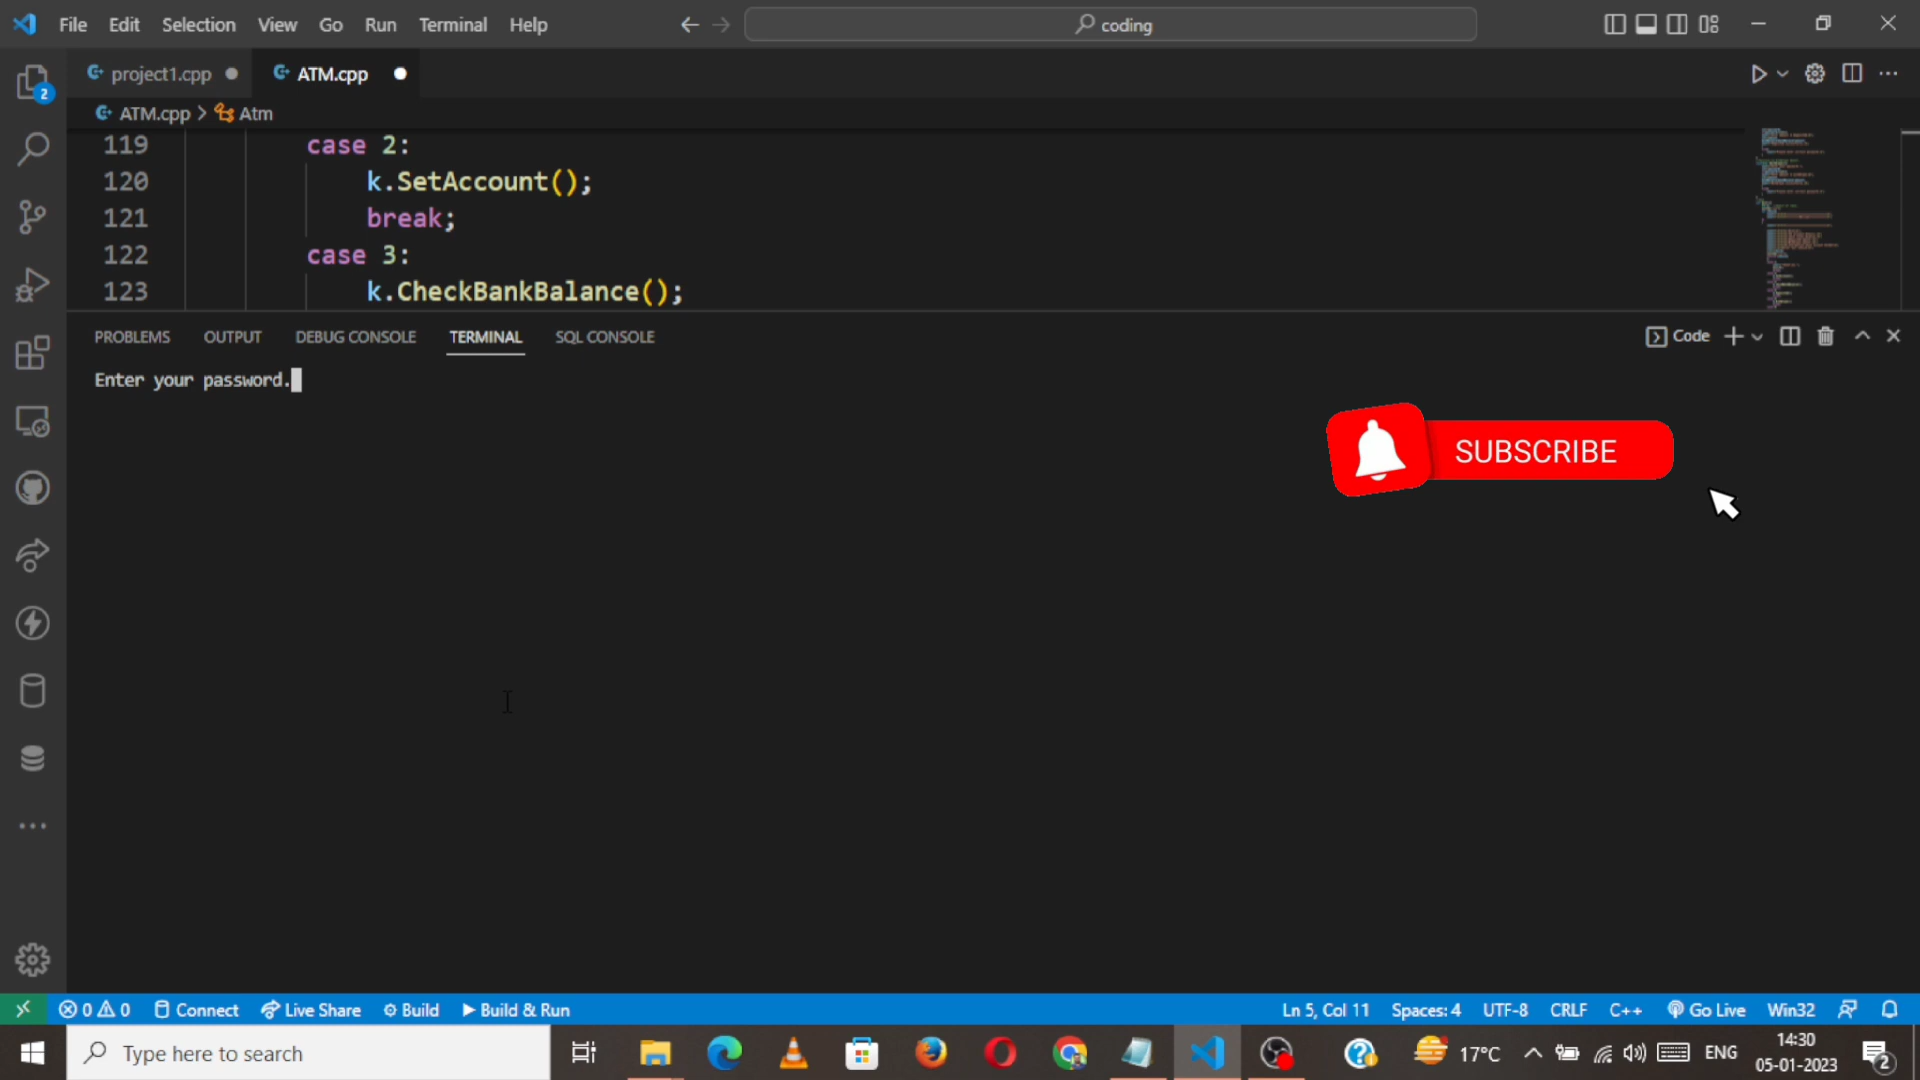 File Edit Selection View Go Run Terminal Help
coding
project1.cpp ATM.cpp
ATM.cpp > Atm
119 case 2:
120 k.SetAccount();
121 break;
122 case 3:
123 k.CheckBankBalance();
PROBLEMS OUTPUT DEBUG CONSOLE TERMINAL SQL CONSOLE
Code
Enter your password.
SUBSCRIBE
2
0 0 Connect Live Share Build Build & Run
Ln 5, Col 11 Spaces: 4 UTF-8 CRLF C++ Go Live Win32
Type here to search
17°C ENG
14:30
05-01-2023
2